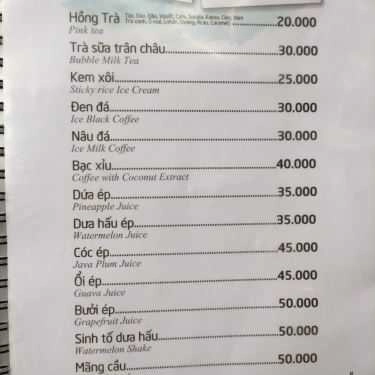 Hồng Trà 20.000
Pink tea
Trà sữa trân châu 30.000
Bubble Milk Tea
Kem xôi 25.000
Sticky rice Ice Cream
Đen đá 30.000
Ice Black Coffee
Nâu đá 30.000
Ice Milk Coffee
Bạc xỉu 40.000
Coffee with Coconut Extract
Dứa ép 35.000
Pineapple Juice
Dưa hấu ép 35.000
Watermelon Juice
Cóc ép 45.000
Java Plum Juice
Ổi ép 45.000
Guava Juice
Bưởi ép 50.000
Grapefruit Juice
Sinh tố dưa hấu 50.000
Watermelon Shake
Mãng cầu 50.000